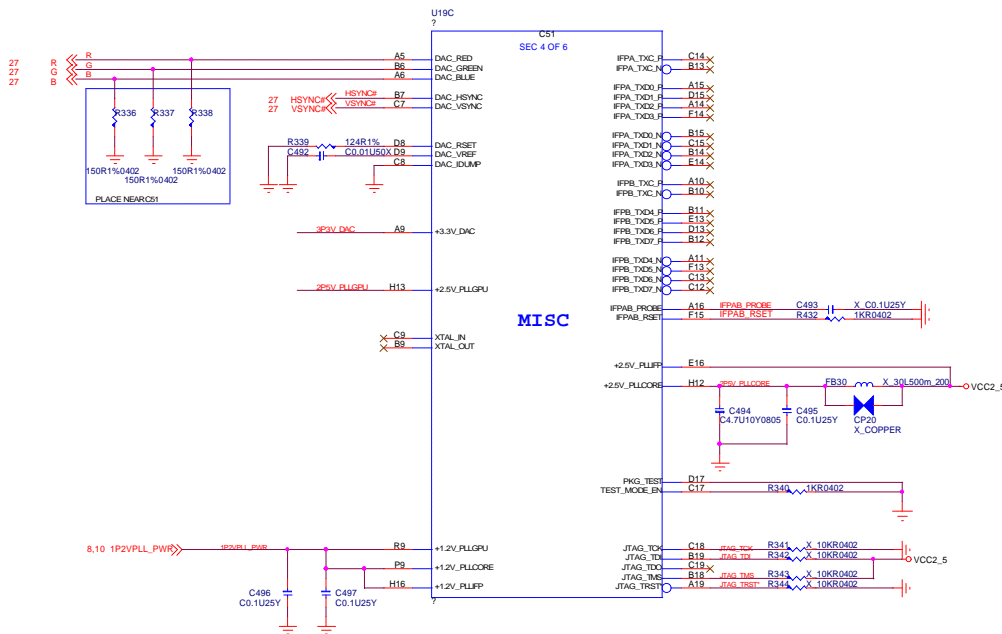 U19C
?
C51
SEC 4 OF 6
MISC
27 R R A5 DAC_RED
27 G G B6 DAC_GREEN
27 B B A6 DAC_BLUE
27 HSYNC# HSYNC# B7 DAC_HSYNC
27 VSYNC# VSYNC# C7 DAC_VSYNC
R336 R337 R338
150R1%0402 150R1%0402
150R1%0402
PLACE NEARC51
R339 124R1% D8 DAC_RSET
C492 C0.01U50X D9 DAC_VREF
C8 DAC_IDUMP
3P3V_DAC A9 +3.3V_DAC
2P5V_PLLGPU H13 +2.5V_PLLGPU
C9 XTAL_IN
B9 XTAL_OUT
8,10 1P2VPLL_PWR 1P2VPLL_PWR R9 +1.2V_PLLGPU
P9 +1.2V_PLLCORE
H16 +1.2V_PLLIFP
C496
C0.1U25Y
C497
C0.1U25Y
?
IFPA_TXC_P C14
IFPA_TXC_N B13
IFPA_TXD0_P A15
IFPA_TXD1_P D15
IFPA_TXD2_P A14
IFPA_TXD3_P F14
IFPA_TXD0_N B15
IFPA_TXD1_N C15
IFPA_TXD2_N B14
IFPA_TXD3_N E14
IFPB_TXC_P A10
IFPB_TXC_N B10
IFPB_TXD4_P B11
IFPB_TXD5_P E13
IFPB_TXD6_P D13
IFPB_TXD7_P B12
IFPB_TXD4_N A11
IFPB_TXD5_N F13
IFPB_TXD6_N C13
IFPB_TXD7_N C12
IFPAB_PROBE A16 IFPAB_PROBE C493 X_C0.1U25Y
IFPAB_RSET F15 IFPAB_RSET R432 1KR0402
+2.5V_PLLIFP E16
+2.5V_PLLCORE H12 2P5V_PLLCORE FB30 X_30L500m_200 VCC2_5
C494
C4.7U10Y0805
C495
C0.1U25Y
CP20
X_COPPER
PKG_TEST D17
TEST_MODE_EN C17 R340 1KR0402
JTAG_TCK C18 JTAG_TCK R341 X_10KR0402
JTAG_TDI B19 JTAG_TDI R342 X_10KR0402 VCC2_5
JTAG_TDO C19
JTAG_TMS B18 JTAG_TMS R343 X_10KR0402
JTAG_TRST* A19 JTAG_TRST* R344 X_10KR0402